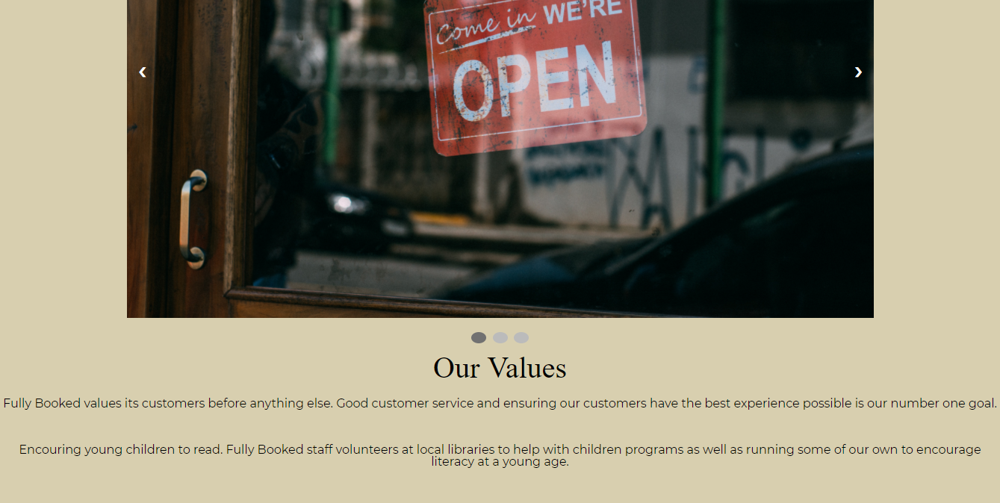 Come in WE'RE
OPEN
Our Values
Fully Booked values its customers before anything else. Good customer service and ensuring our customers have the best experience possible is our number one goal.
Encouring young children to read. Fully Booked staff volunteers at local libraries to help with children programs as well as running some of our own to encourage
literacy at a young age.